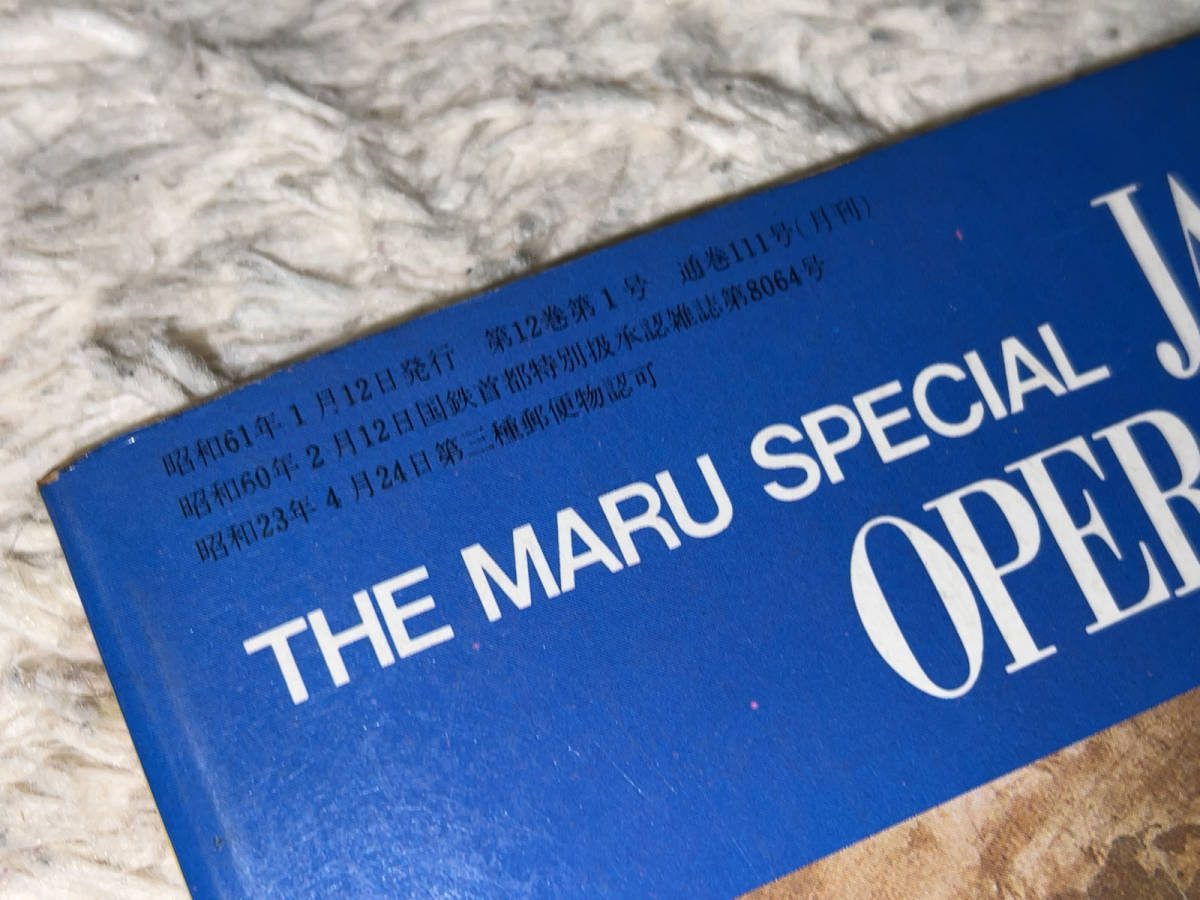 昭和61年1月12日発行 第12巻第1号 通巻111号(月刊)
昭和60年2月12日国鉄首都特別扱承認雑誌第8064号
昭和23年4月24日第三種郵便物認可
THE MARU SPECIAL
JA
OPER